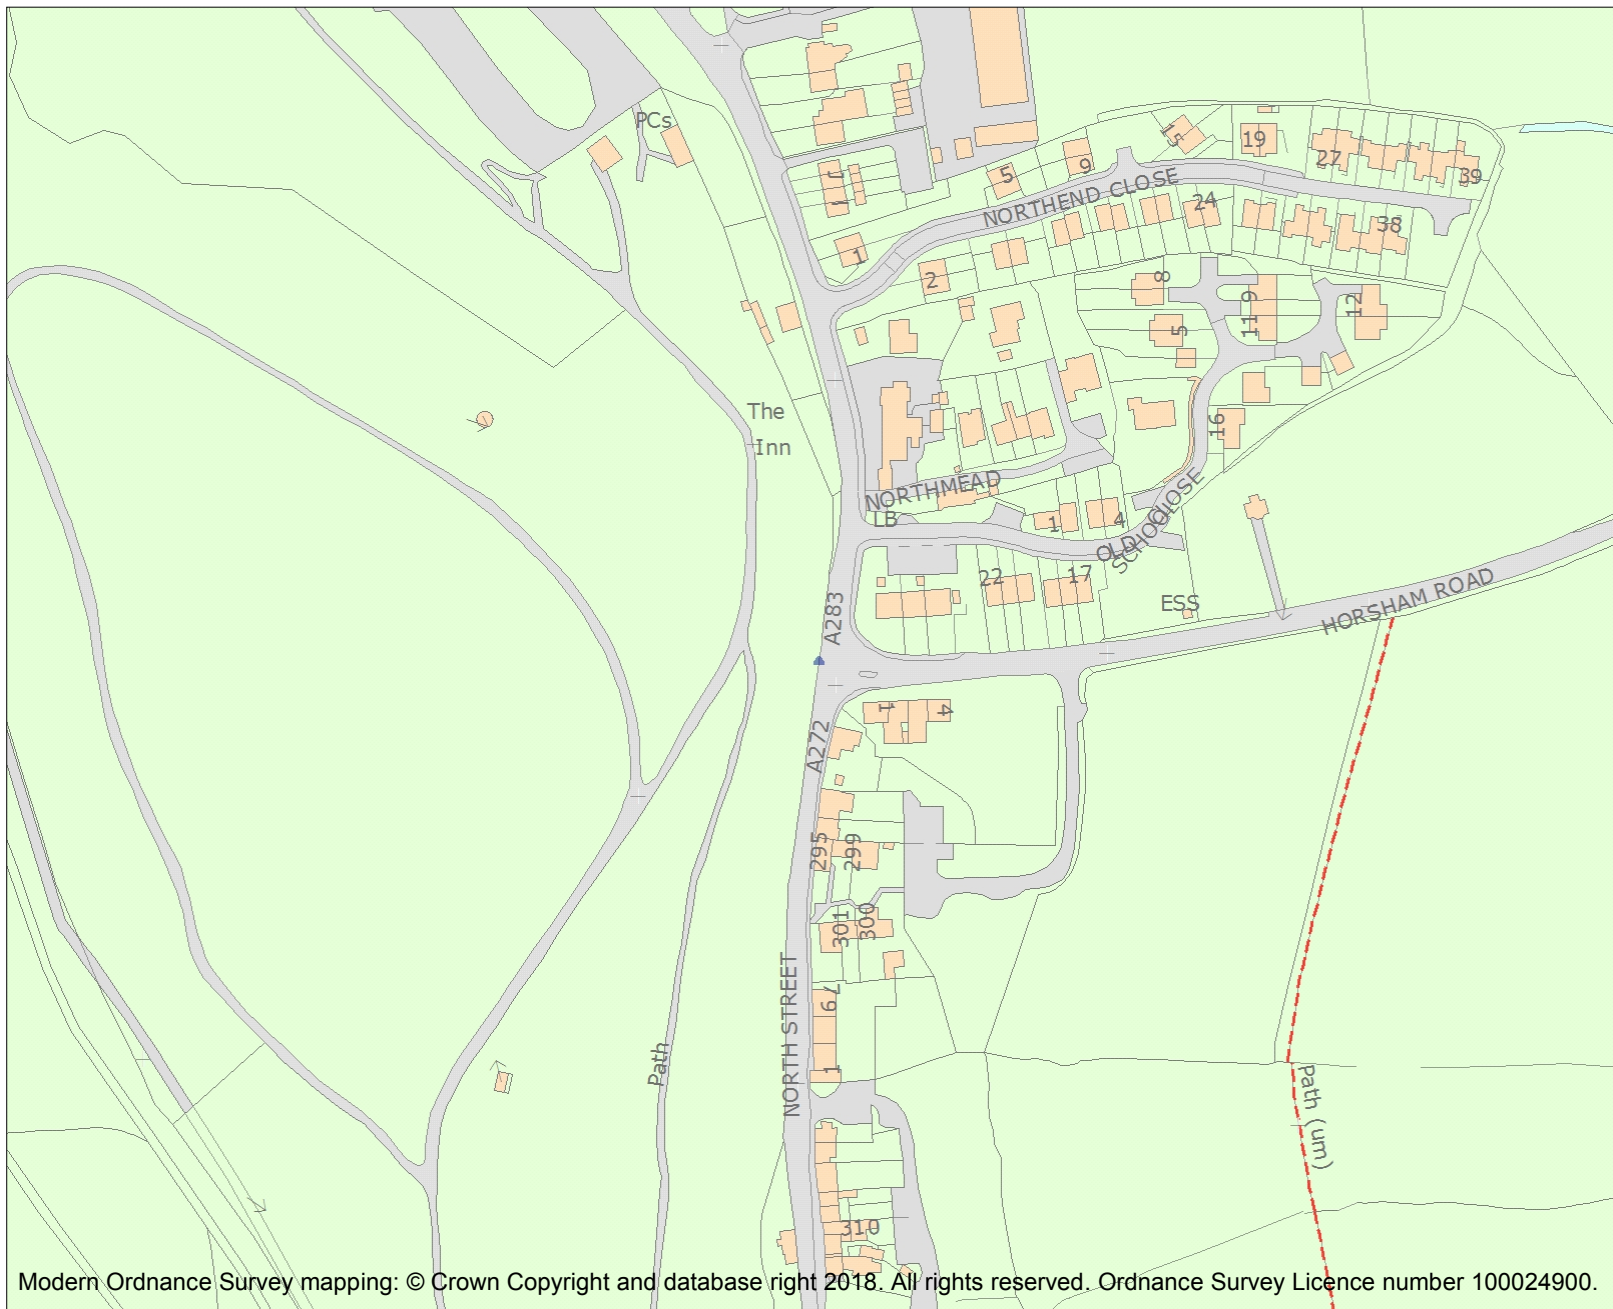 PCs
15
19
27
39
5
9
NORTHEND CLOSE
24
38
7
1
1
2
8
9
11
12
5
The
Inn
16
NORTHMEAD
LB
1
4
OLD
SCHOOL
CLOSE
22
17
ESS
HORSHAM ROAD
A283
A272
1
4
295
299
301
300
NORTH STREET
79
1
Path
Path (um)
310
Modern Ordnance Survey mapping: © Crown Copyright and database right 2018. All rights reserved. Ordnance Survey Licence number 100024900.